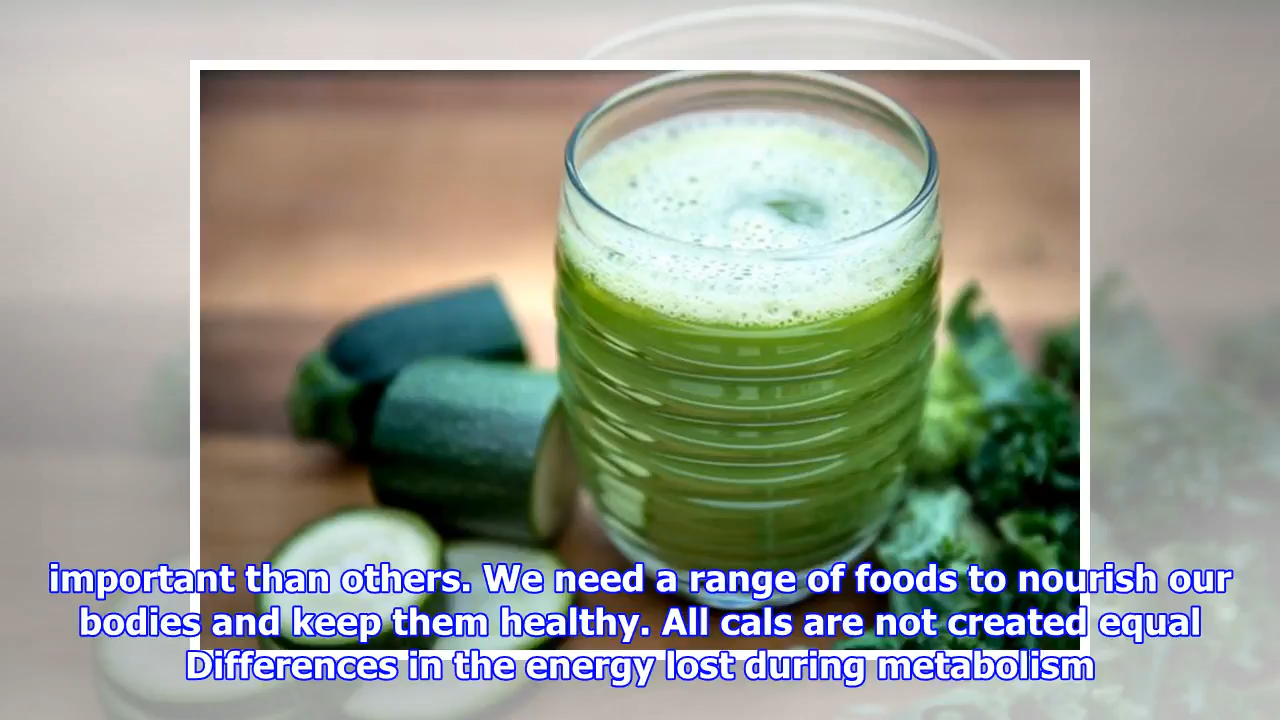 important than others. We need a range of foods to nourish our
bodies and keep them healthy. All cals are not created equal
Differences in the energy lost during metabolism